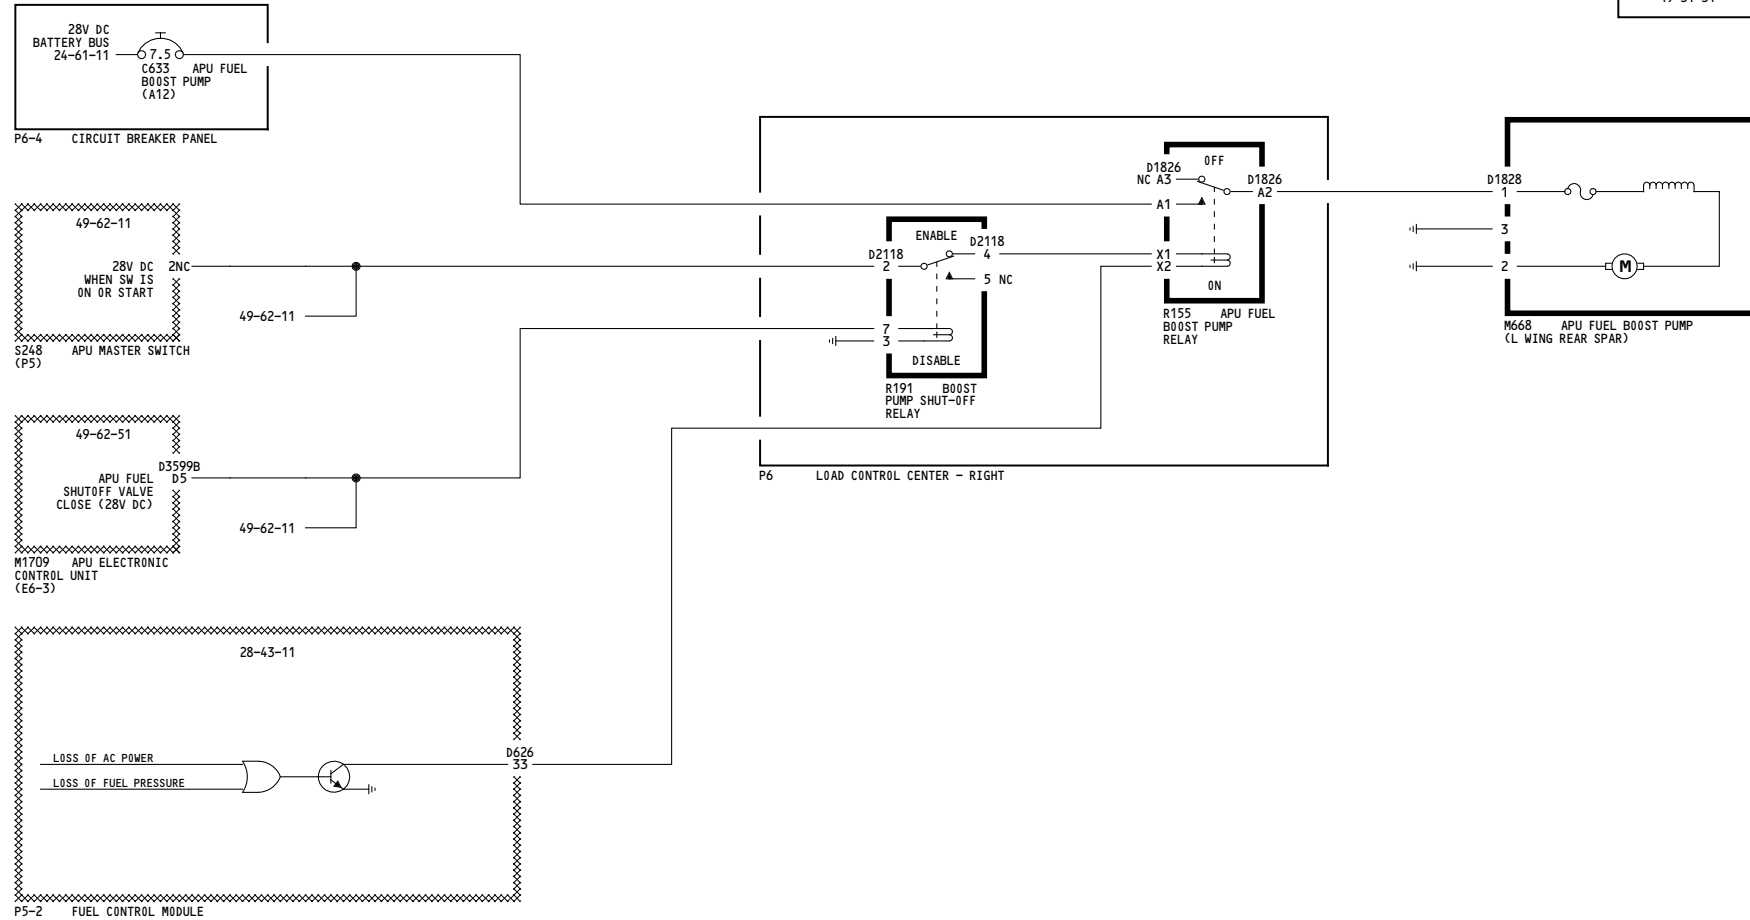 28V DC
BATTERY BUS
24-61-11
7.5
C633 APU FUEL
BOOST PUMP
(A12)
P6-4 CIRCUIT BREAKER PANEL
49-62-11
28V DC 2NC
WHEN SW IS
ON OR START
49-62-11
S248 APU MASTER SWITCH
(P5)
49-62-51
D3599B
APU FUEL D5
SHUTOFF VALVE
CLOSE (28V DC)
49-62-11
M1709 APU ELECTRONIC
CONTROL UNIT
(E6-3)
28-43-11
LOSS OF AC POWER
LOSS OF FUEL PRESSURE
D626
33
P5-2 FUEL CONTROL MODULE
ENABLE
D2118
2
D2118
4
5 NC
7
3
DISABLE
R191 BOOST
PUMP SHUT-OFF
RELAY
OFF
D1826
NC A3
D1826
A2
A1
X1
X2
ON
R155 APU FUEL
BOOST PUMP
RELAY
P6 LOAD CONTROL CENTER - RIGHT
D1828
1
3
2
M
M668 APU FUEL BOOST PUMP
(L WING REAR SPAR)